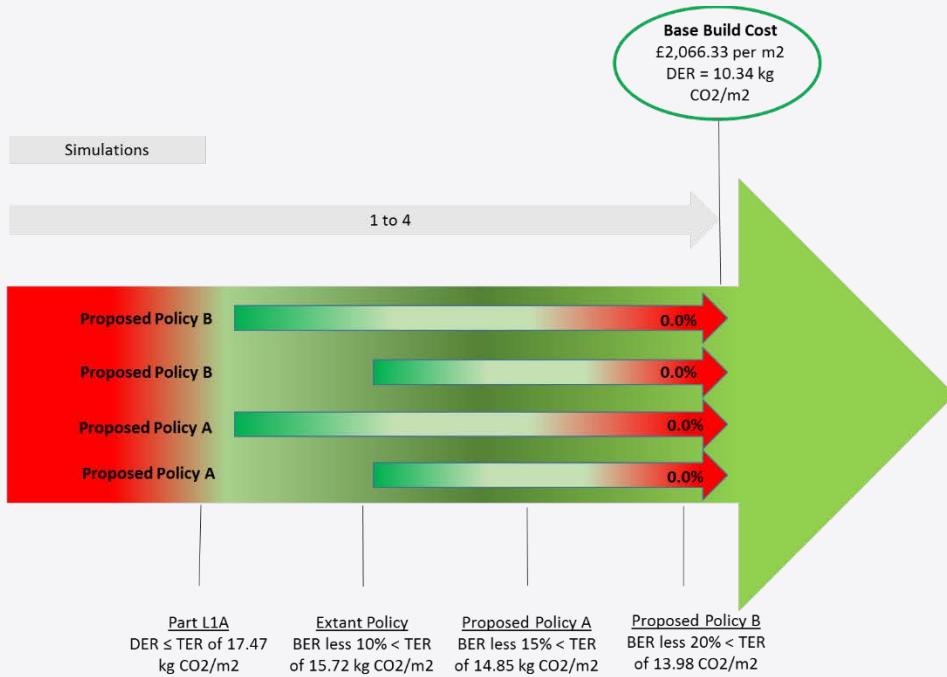 Base Build Cost
£2,066.33 per m2
DER = 10.34 kg
CO2/m2
Simulations
1 to 4
Proposed Policy B
0.0%
Proposed Policy B
0.0%
Proposed Policy A
0.0%
Proposed Policy A
0.0%
Part L1A
DER ≤ TER of 17.47
kg CO2/m2
Extant Policy
BER less 10% < TER
of 15.72 kg CO2/m2
Proposed Policy A
BER less 15% < TER
of 14.85 kg CO2/m2
Proposed Policy B
BER less 20% < TER
of 13.98 CO2/m2